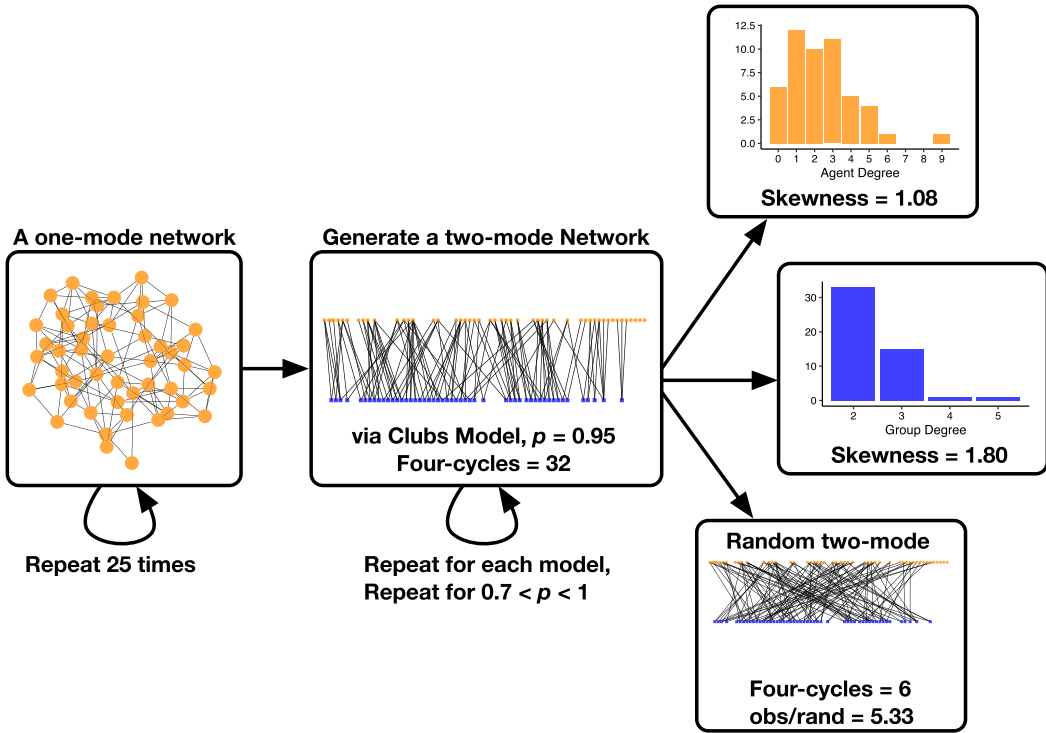 12.5
10.0
7.5
5.0
2.5
0.0
0 1 2 3 4 5 6 7 8 9
Agent Degree
Skewness = 1.08
A one-mode network
Repeat 25 times
Generate a two-mode Network
via Clubs Model, p = 0.95
Four-cycles = 32
Repeat for each model,
Repeat for 0.7 < p < 1
30
20
10
0
2 3 4 5
Group Degree
Skewness = 1.80
Random two-mode
Four-cycles = 6
obs/rand = 5.33